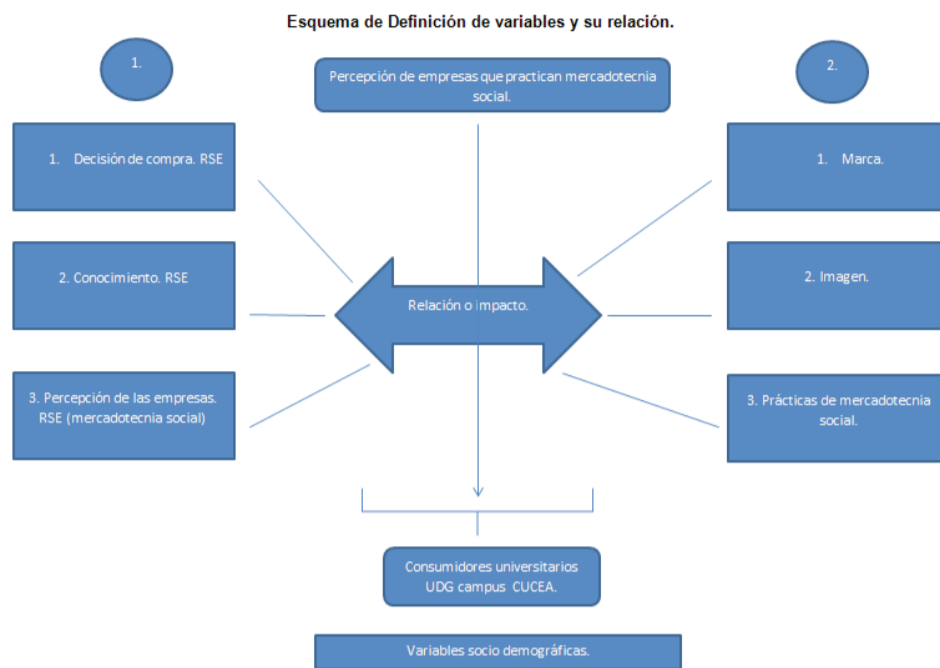 Esquema de Definición de variables y su relación.
1.
Percepción de empresas que practican mercadotecnia
social.
2.
1. Decisión de compra. RSE
2. Conocimiento. RSE
3. Percepción de las empresas.
RSE (mercadotecnia social)
Relación o impacto.
1. Marca.
2. Imagen.
3. Prácticas de mercadotecnia
social.
Consumidores universitarios
UDG campus CUCEA.
Variables socio demográficas.